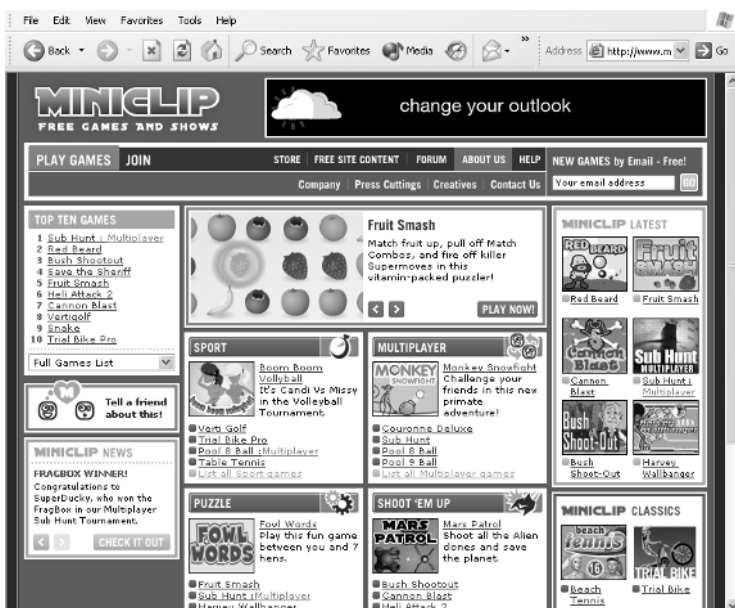 File Edit View Favorites Tools Help
Back Search Favorites Media Address http://www.m Go
MINICLIP
FREE GAMES AND SHOWS
change your outlook
PLAY GAMES JOIN STORE FREE SITE CONTENT FORUM ABOUT US HELP
Company Press Cuttings Creatives Contact Us
NEW GAMES by Email - Free!
Your email address GO
TOP TEN GAMES
1 Sub Hunt : Multiplayer
2 Red Beard
3 Bush Shootout
4 Save the Sheriff
5 Fruit Smash
6 Heli Attack 2
7 Cannon Blast
8 Vertigolf
9 Snake
10 Trial Bike Pro
Full Games List
Tell a friend
about this!
MINICLIP NEWS
FRAGBOX WINNER!
Congratulations to
SuperDucky, who won the
FragBox in our Multiplayer
Sub Hunt Tournament.
CHECK IT OUT
Fruit Smash
Match fruit up, pull off Match
Combos, and fire off killer
Supermoves in this
vitamin-packed puzzler!
PLAY NOW!
SPORT
boom boom volleyball
Boom Boom
Vollyball
It's Candi Vs Missy
in the Volleyball
Tournament.
Verti Golf
Trial Bike Pro
Pool 8 Ball :Multiplayer
Table Tennis
List all Sport games
MULTIPLAYER
MONKEY
SNOWFIGHT
Monkey Snowfight
Challenge your
friends in this new
primate
adventure!
Couronne Deluxe
Sub Hunt
Pool 8 Ball
Pool 9 Ball
List all Multiplayer games
PUZZLE
FOWL
WORDS
Fowl Words
Play this fun game
between you and 7
hens.
Fruit Smash
Sub Hunt :Multiplayer
Harvey Wallbanger
SHOOT 'EM UP
MARS
PATROL
Mars Patrol
Shoot all the Alien
clones and save
the planet.
Bush Shootout
Cannon Blast
Heli Attack 2
MINICLIP LATEST
RED BEARD
Fruit
SMASH
Red Beard
Fruit Smash
Cannon
Blast
Sub Hunt
MULTIPLAYER
Cannon
Blast
Sub Hunt :
Multiplayer
Bush
Shoot-Out
Bush
Shoot-Out
Harvey
Wallbanger
MINICLIP CLASSICS
beach
Tennis
16
TRIAL BIKE
Beach
Tennis
Trial Bike